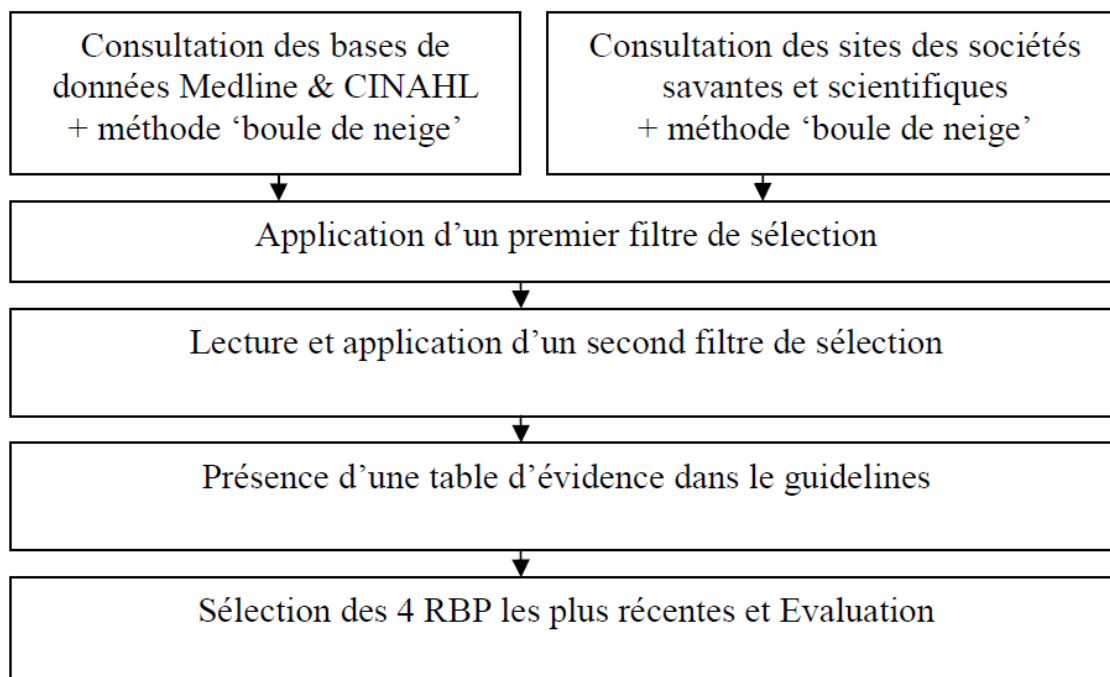 Consultation des bases de
données Medline & CINAHL
+ méthode ‘boule de neige’
Consultation des sites des sociétés
savantes et scientifiques
+ méthode ‘boule de neige’
Application d’un premier filtre de sélection
Lecture et application d’un second filtre de sélection
Présence d’une table d’évidence dans le guidelines
Sélection des 4 RBP les plus récentes et Evaluation